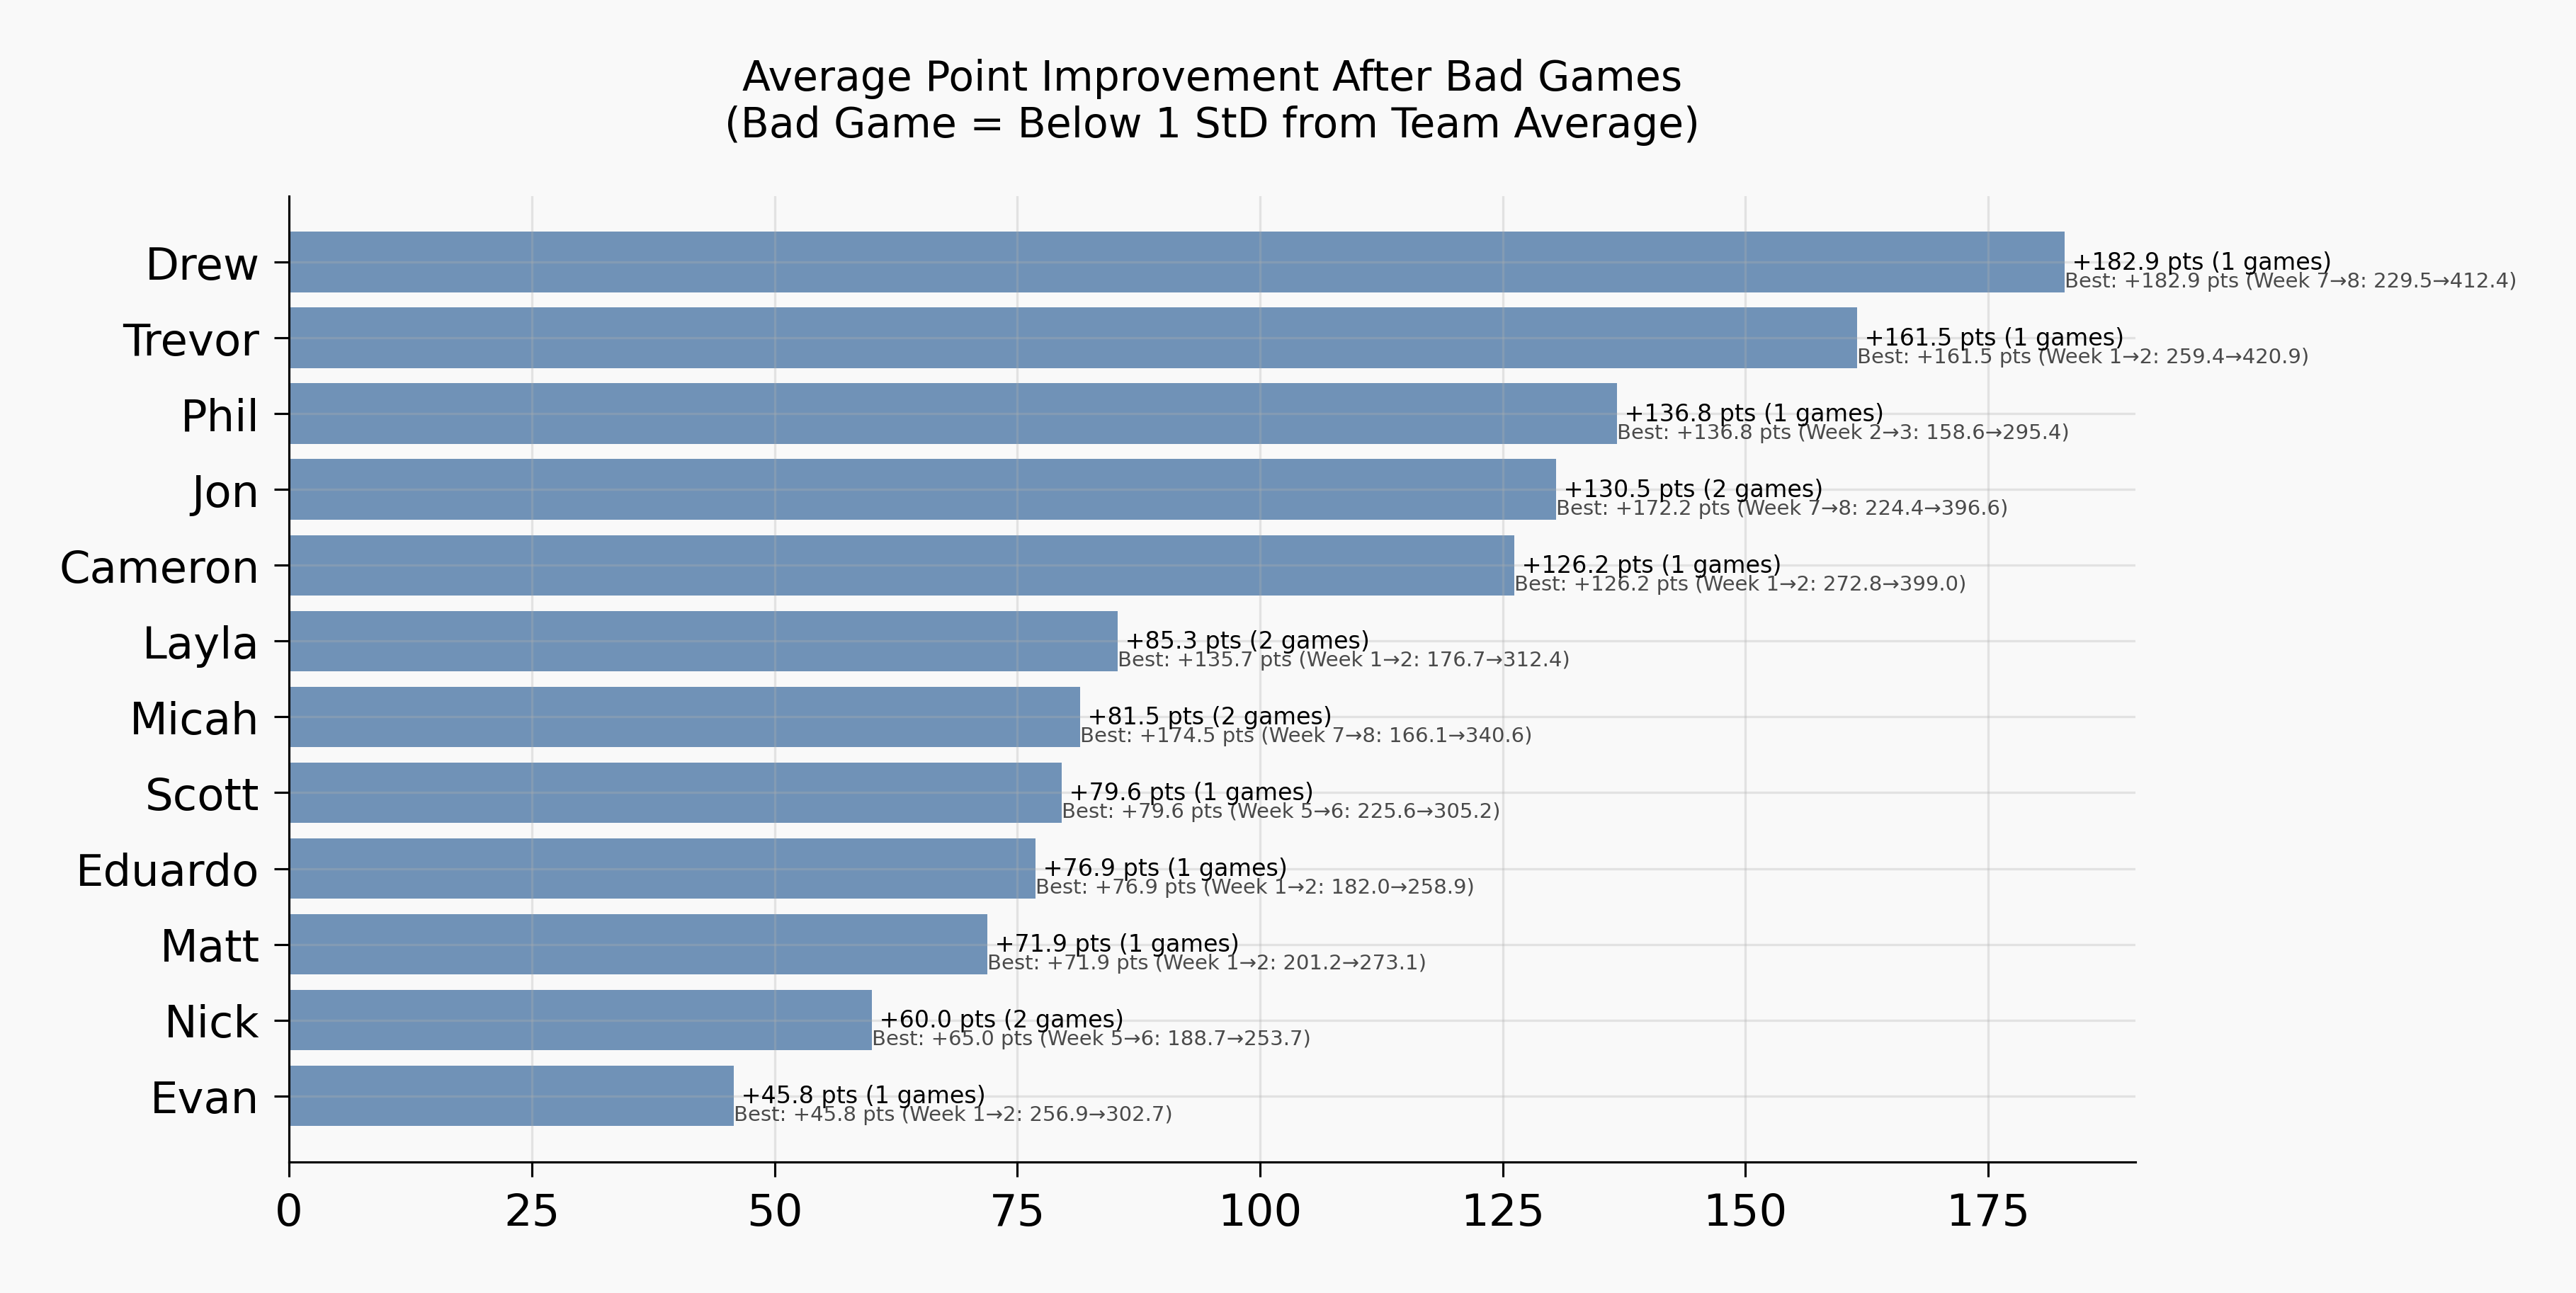 Average Point Improvement After Bad Games
(Bad Game = Below 1 StD from Team Average)
Drew
+182.9 pts (1 games)
Best: +182.9 pts (Week 7→8: 229.5→412.4)
Trevor
+161.5 pts (1 games)
Best: +161.5 pts (Week 1→2: 259.4→420.9)
Phil
+136.8 pts (1 games)
Best: +136.8 pts (Week 2→3: 158.6→295.4)
Jon
+130.5 pts (2 games)
Best: +172.2 pts (Week 7→8: 224.4→396.6)
Cameron
+126.2 pts (1 games)
Best: +126.2 pts (Week 1→2: 272.8→399.0)
Layla
+85.3 pts (2 games)
Best: +135.7 pts (Week 1→2: 176.7→312.4)
Micah
+81.5 pts (2 games)
Best: +174.5 pts (Week 7→8: 166.1→340.6)
Scott
+79.6 pts (1 games)
Best: +79.6 pts (Week 5→6: 225.6→305.2)
Eduardo
+76.9 pts (1 games)
Best: +76.9 pts (Week 1→2: 182.0→258.9)
Matt
+71.9 pts (1 games)
Best: +71.9 pts (Week 1→2: 201.2→273.1)
Nick
+60.0 pts (2 games)
Best: +65.0 pts (Week 5→6: 188.7→253.7)
Evan
+45.8 pts (1 games)
Best: +45.8 pts (Week 1→2: 256.9→302.7)
0 25 50 75 100 125 150 175